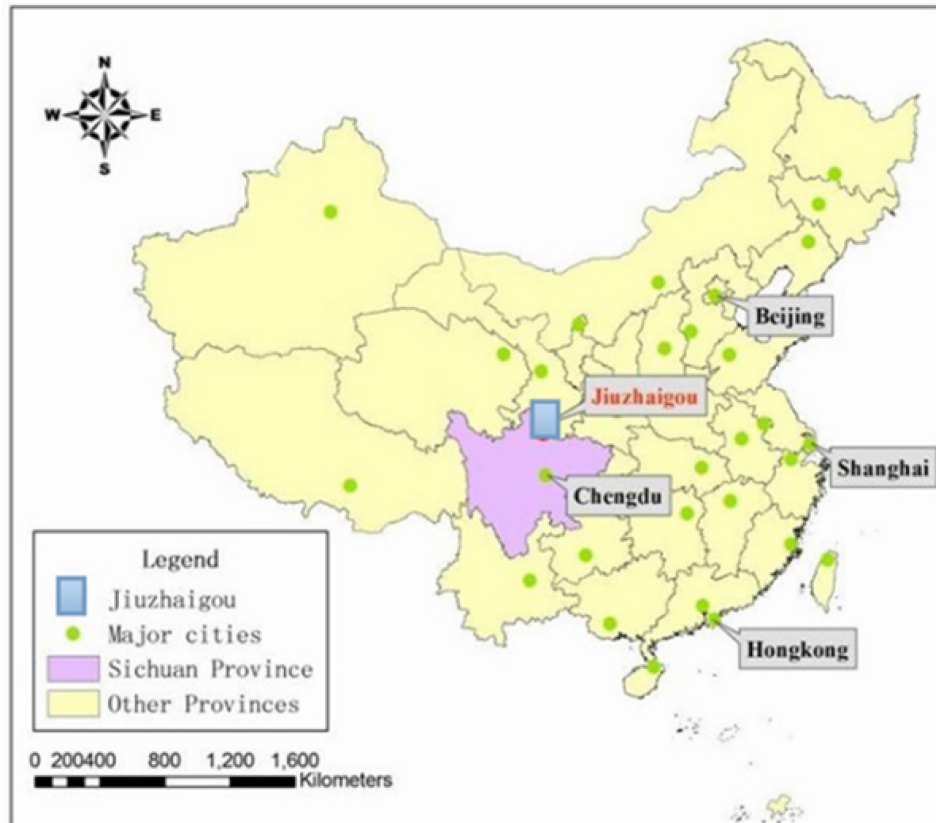 N
W E
S
Beijing
Jiuzhaigou
Shanghai
Chengdu
Hongkong
Legend
Jiuzhaigou
Major cities
Sichuan Province
Other Provinces
0 200400 800 1,200 1,600
Kilometers